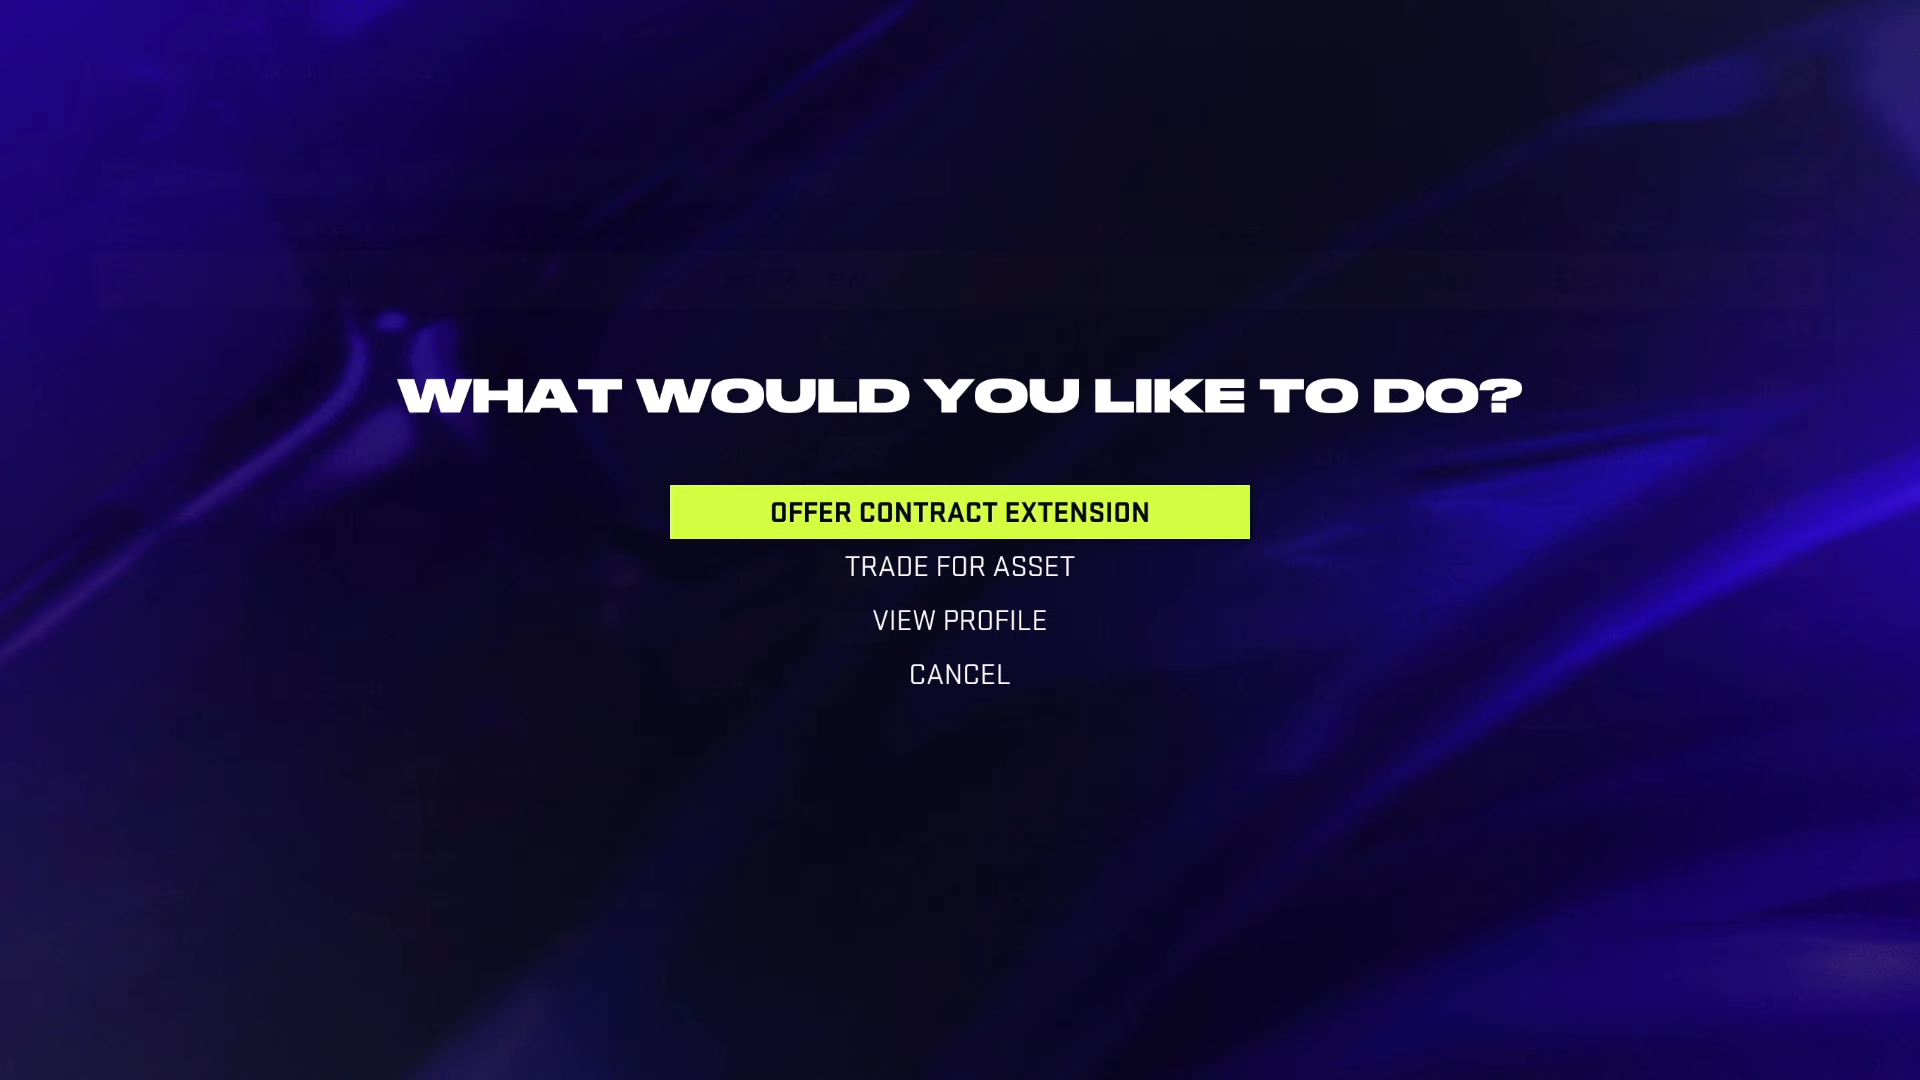 WHAT WOULD YOU LIKE TO DO?
OFFER CONTRACT EXTENSION
TRADE FOR ASSET
VIEW PROFILE
CANCEL